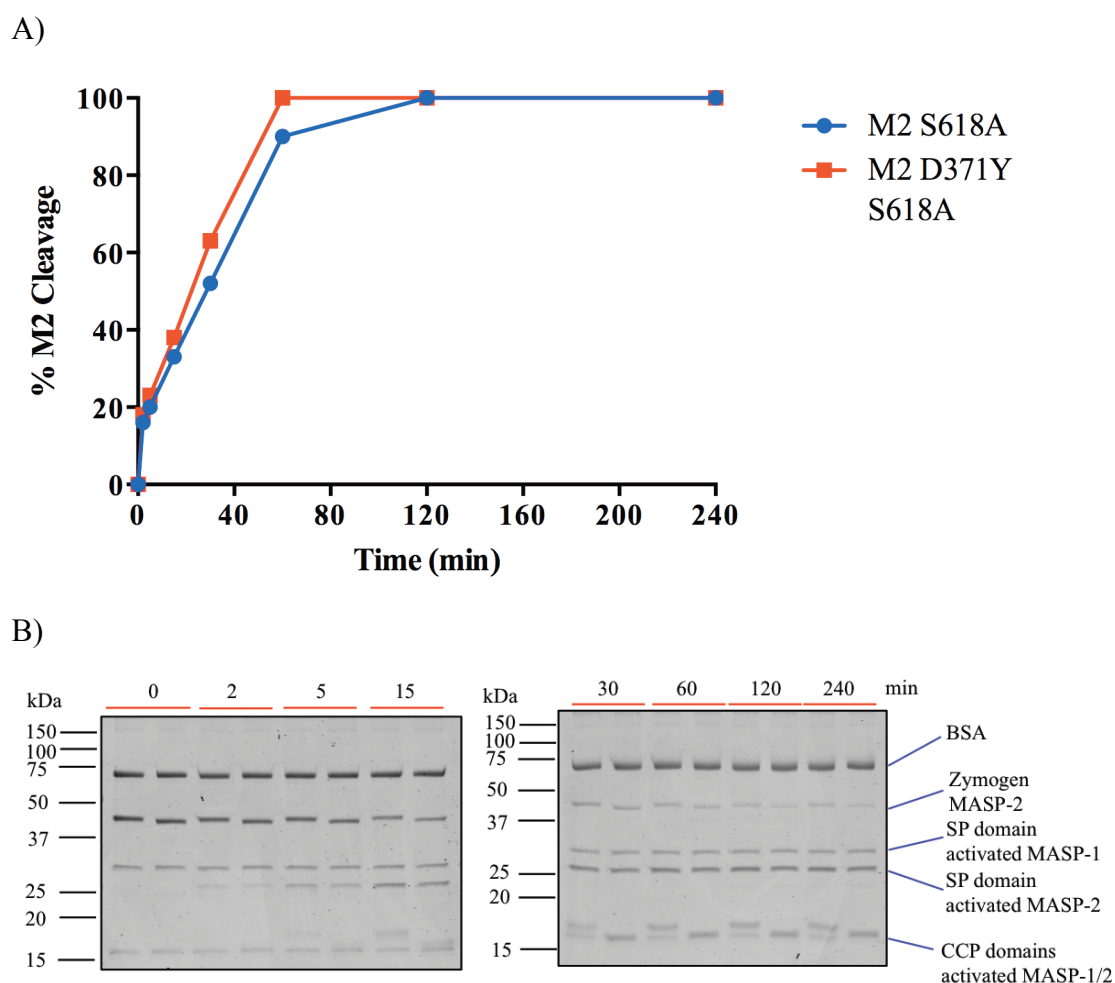 A)
100
80
60
40
20
0
% M2 Cleavage
0 40 80 120 160 200 240
Time (min)
M2 S618A
M2 D371Y
S618A
B)
kDa
0 2 5 15
150
100
75
50
37
25
20
15
kDa
30 60 120 240 min
150
100
75
50
37
25
20
15
BSA
Zymogen
MASP-2
SP domain
activated MASP-1
SP domain
activated MASP-2
CCP domains
activated MASP-1/2